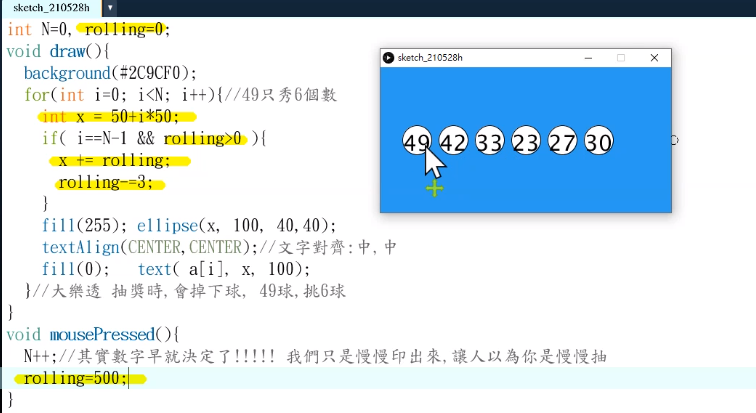 sketch_210528h
int N=0, rolling=0;
void draw(){
background(#2C9CF0);
for(int i=0; i<N; i++){//49只秀6個數
int x = 50+i*50;
if( i==N-1 && rolling>0 ){
x += rolling;
rolling-=3;
}
fill(255); ellipse(x, 100, 40,40);
textAlign(CENTER,CENTER);//文字對齊:中,中
fill(0); text( a[i], x, 100);
}//大樂透 抽獎時,會掉下球, 49球,挑6球
}
void mousePressed(){
N++;//其實數字早就決定了!!!!! 我們只是慢慢印出來,讓人以為你是慢慢抽
rolling=500;
}
sketch_210528h
49 42 33 23 27 30